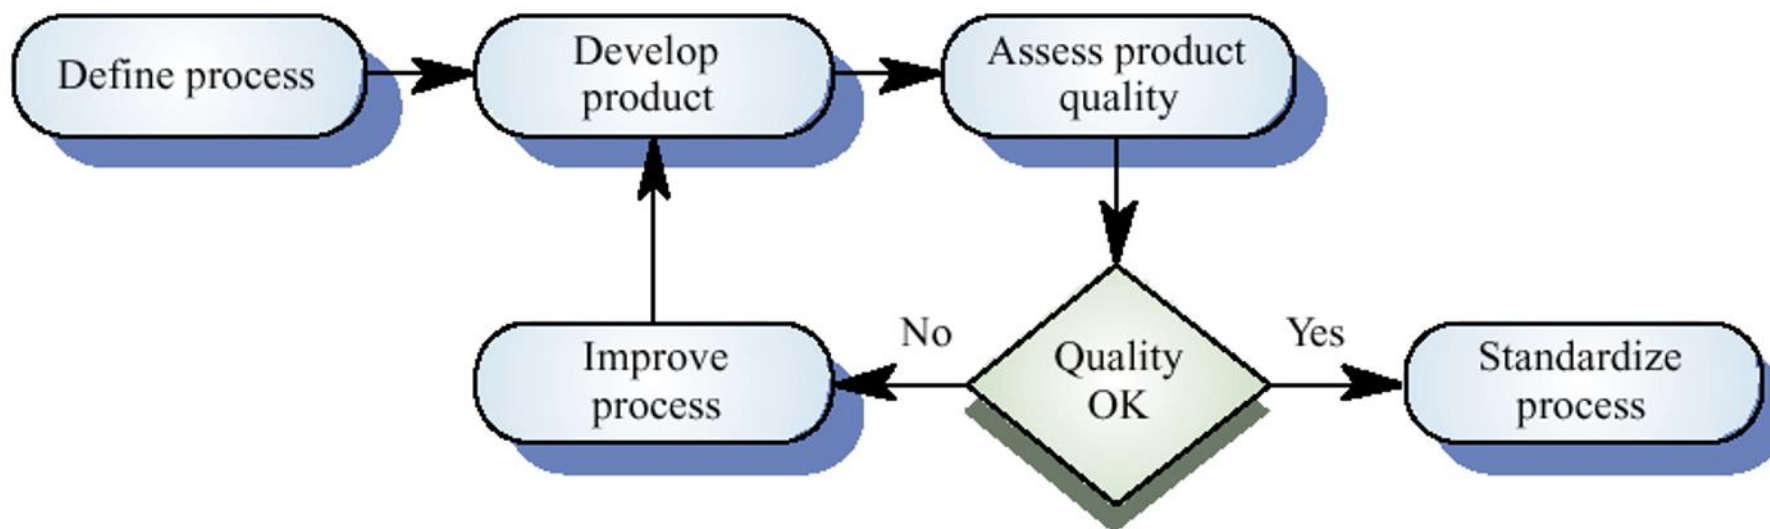 Define process
Develop
product
Assess product
quality
No
Yes
Improve
process
Quality
OK
Standardize
process